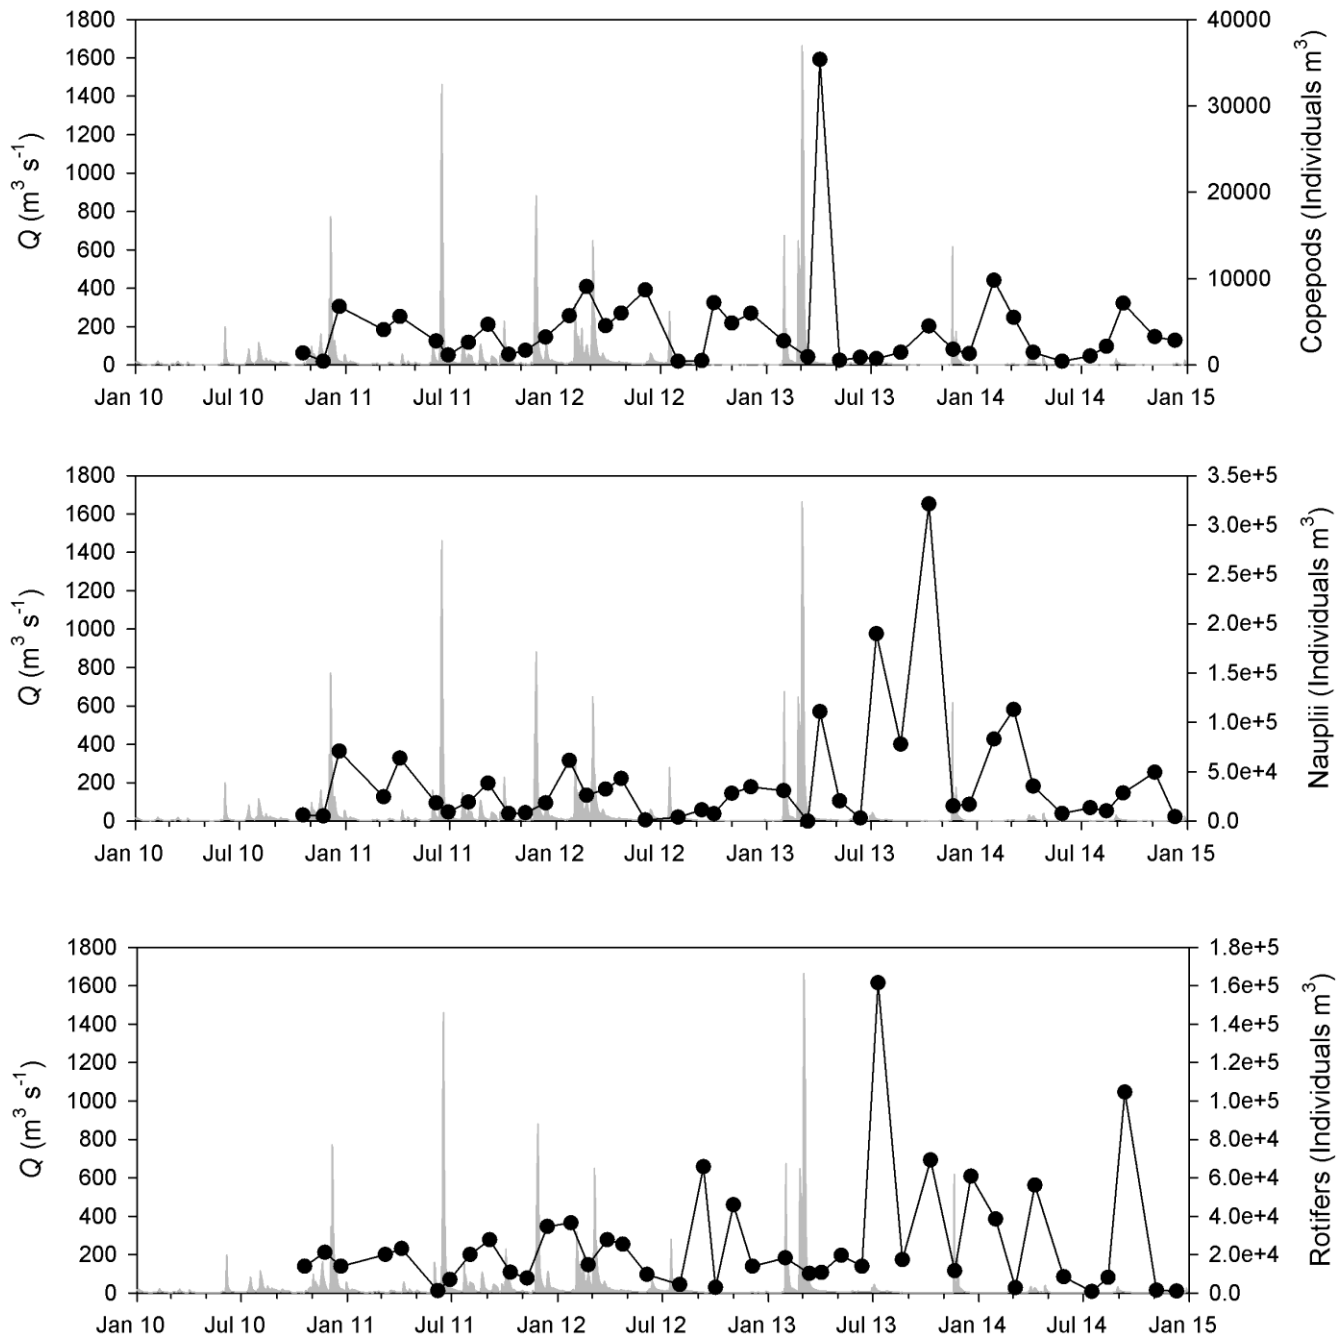 1800
1600
1400
1200
1000
800
600
400
200
0
Q (m³ s⁻¹)
40000
30000
20000
10000
0
Copepods (Individuals m³)
Jan 10 Jul 10 Jan 11 Jul 11 Jan 12 Jul 12 Jan 13 Jul 13 Jan 14 Jul 14 Jan 15
1800
1600
1400
1200
1000
800
600
400
200
0
Q (m³ s⁻¹)
3.5e+5
3.0e+5
2.5e+5
2.0e+5
1.5e+5
1.0e+5
5.0e+4
0.0
Nauplii (Individuals m³)
Jan 10 Jul 10 Jan 11 Jul 11 Jan 12 Jul 12 Jan 13 Jul 13 Jan 14 Jul 14 Jan 15
1800
1600
1400
1200
1000
800
600
400
200
0
Q (m³ s⁻¹)
1.8e+5
1.6e+5
1.4e+5
1.2e+5
1.0e+5
8.0e+4
6.0e+4
4.0e+4
2.0e+4
0.0
Rotifers (Individuals m³)
Jan 10 Jul 10 Jan 11 Jul 11 Jan 12 Jul 12 Jan 13 Jul 13 Jan 14 Jul 14 Jan 15